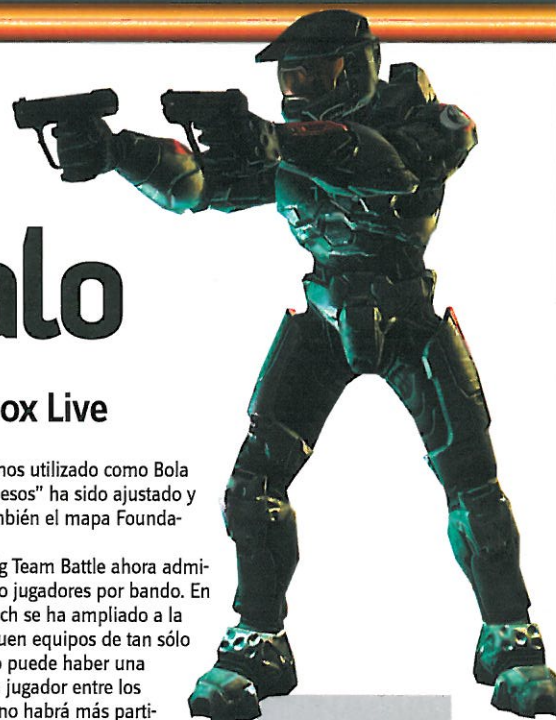 alo
ox Live
nos utilizado como Bola
esos" ha sido ajustado y
mbién el mapa Founda-
g Team Battle ahora admi-
o jugadores por bando. En
ch se ha ampliado a la
uen equipos de tan sólo
o puede haber una
jugador entre los
no habrá más parti-